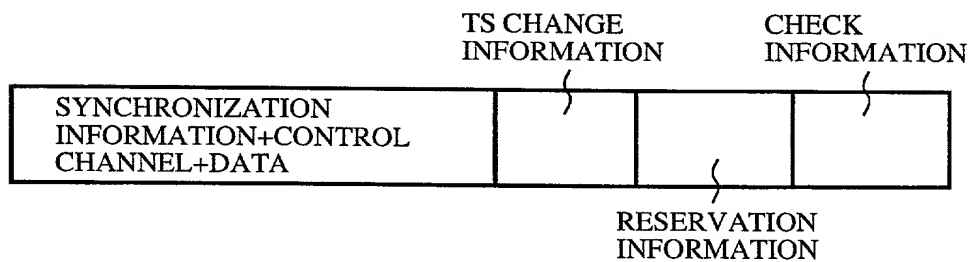 TS CHANGE
INFORMATION
CHECK
INFORMATION
SYNCHRONIZATION
INFORMATION+CONTROL
CHANNEL+DATA
RESERVATION
INFORMATION